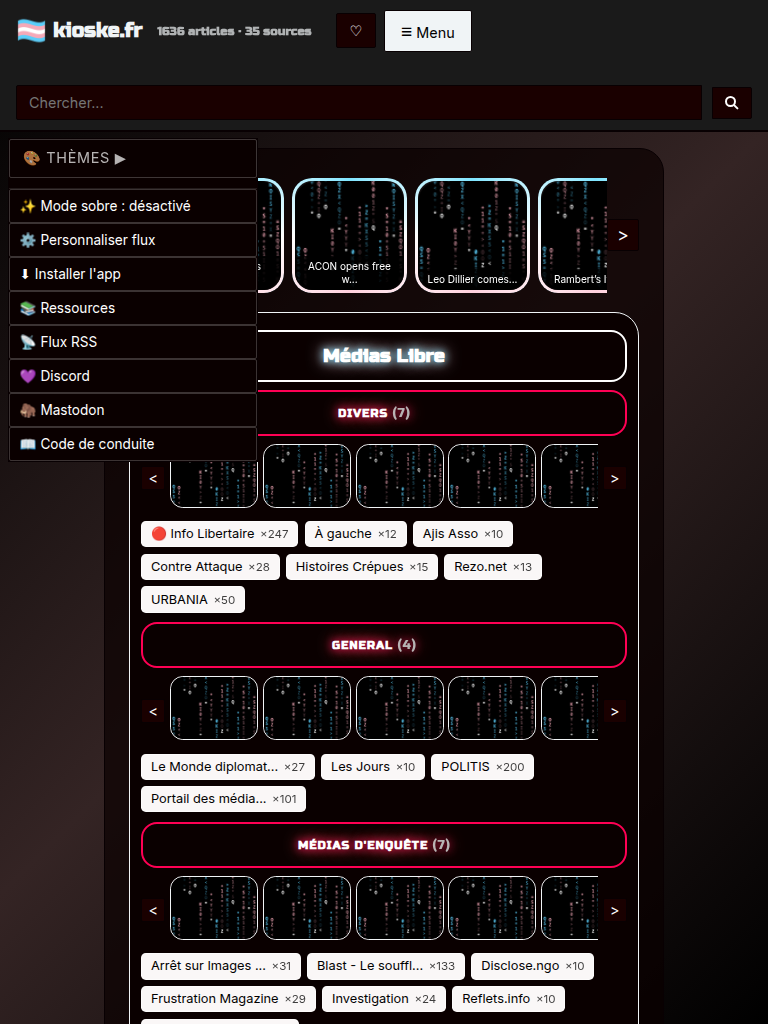 🏳️‍⚧️ kioske.fr 1636 articles · 35 sources ♡ ≡ Menu
Chercher...
🎨 THÈMES ▶
✨ Mode sobre : désactivé
⚙️ Personnaliser flux
⬇ Installer l'app
📚 Ressources
📡 Flux RSS
💜 Discord
🦣 Mastodon
📖 Code de conduite
ACON opens free w...
Leo Dillier comes...
Rambert's
>
Médias Libre
DIVERS (7)
< >
🔴 Info Libertaire ×247 À gauche ×12 Ajis Asso ×10
Contre Attaque ×28 Histoires Crépues ×15 Rezo.net ×13
URBANIA ×50
GENERAL (4)
< >
Le Monde diplomat... ×27 Les Jours ×10 POLITIS ×200
Portail des média... ×101
MÉDIAS D'ENQUÊTE (7)
< >
Arrêt sur Images ... ×31 Blast - Le souffl... ×133 Disclose.ngo ×10
Frustration Magazine ×29 Investigation ×24 Reflets.info ×10